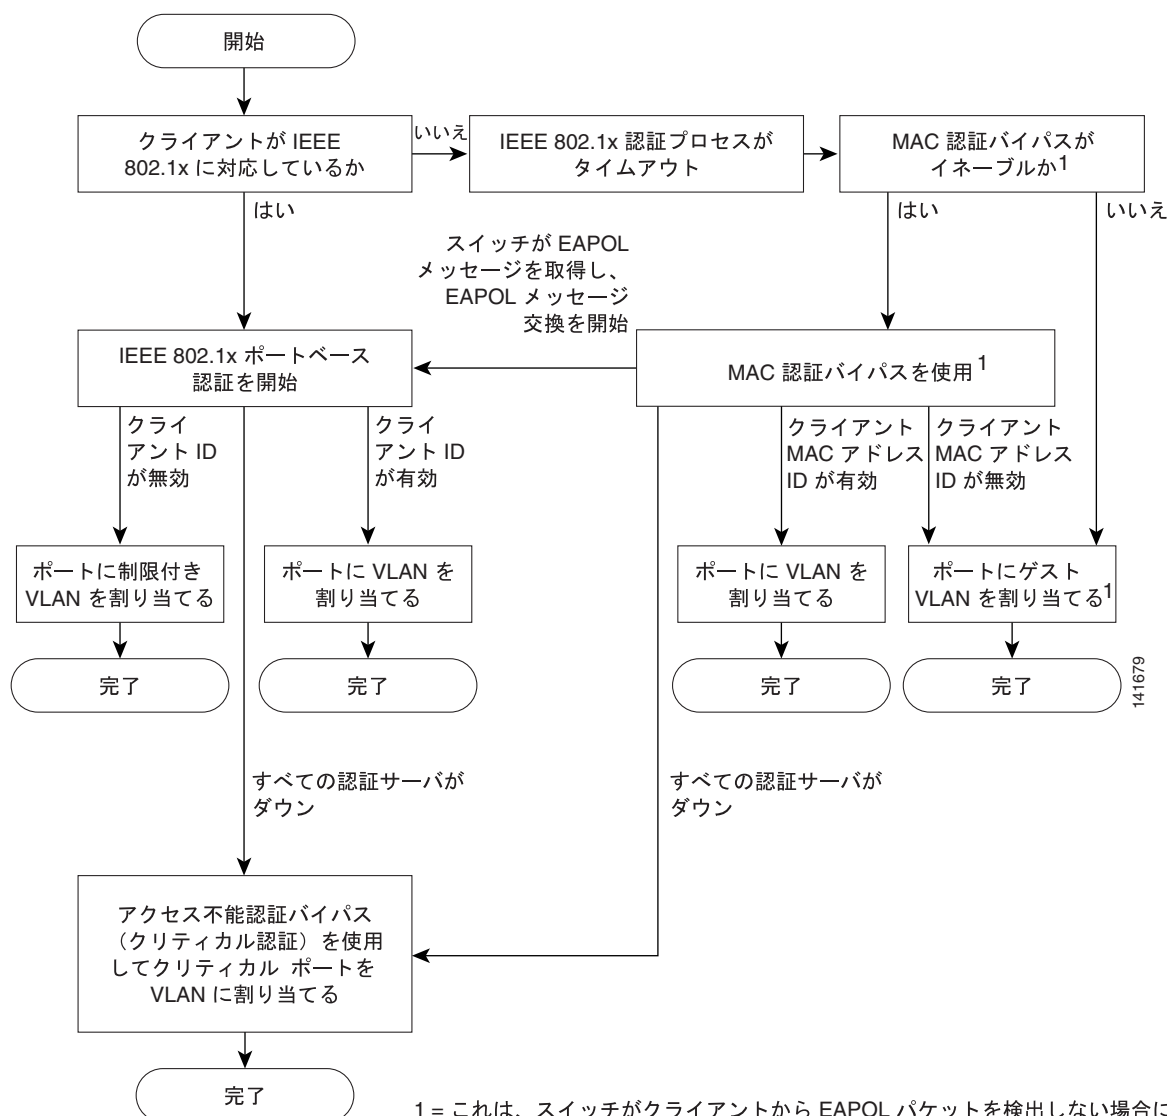 開始
クライアントが IEEE
802.1x に対応しているか
いいえ
IEEE 802.1x 認証プロセスが
タイムアウト
MAC 認証バイパスが
イネーブルか1
はい
はい
いいえ
スイッチが EAPOL
メッセージを取得し、
EAPOL メッセージ
交換を開始
IEEE 802.1x ポートベース
認証を開始
MAC 認証バイパスを使用1
クライ
アント ID
が無効
クライ
アント ID
が有効
クライアント
MAC アドレス
ID が有効
クライアント
MAC アドレス
ID が無効
ポートに制限付き
VLAN を割り当てる
ポートに VLAN を
割り当てる
ポートに VLAN を
割り当てる
ポートにゲスト
VLAN を割り当てる1
完了
完了
完了
完了
141679
すべての認証サーバが
ダウン
すべての認証サーバが
ダウン
アクセス不能認証バイパス
（クリティカル認証）を使用
してクリティカル ポートを
VLAN に割り当てる
完了
1 = これは、スイッチがクライアントから EAPOL パケットを検出しない場合に